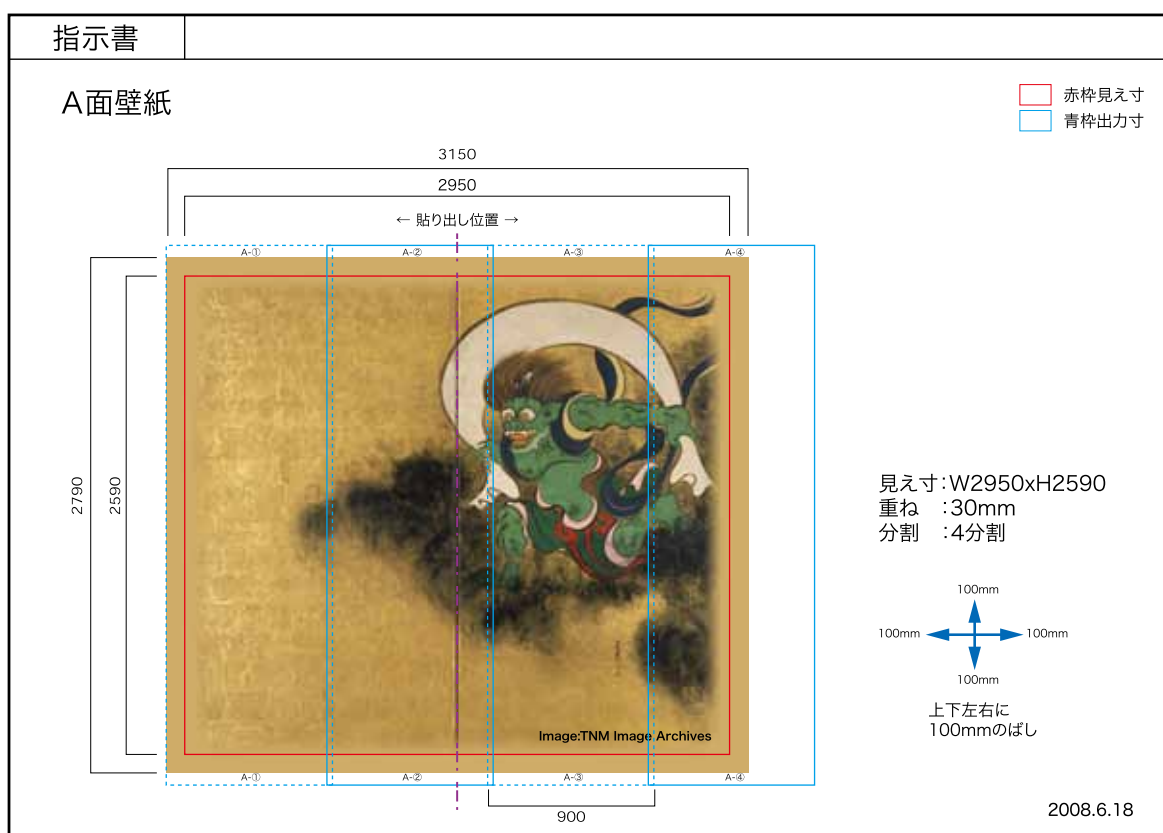 指示書
A面壁紙
赤枠見え寸
青枠出力寸
3150
2950
← 貼り出し位置 →
A-① A-② A-③ A-④
2790
2590
見え寸:W2950xH2590
重ね :30mm
分割 :4分割
100mm
100mm 100mm
100mm
上下左右に
100mmのばし
Image:TNM Image Archives
A-① A-② A-③ A-④
900
2008.6.18